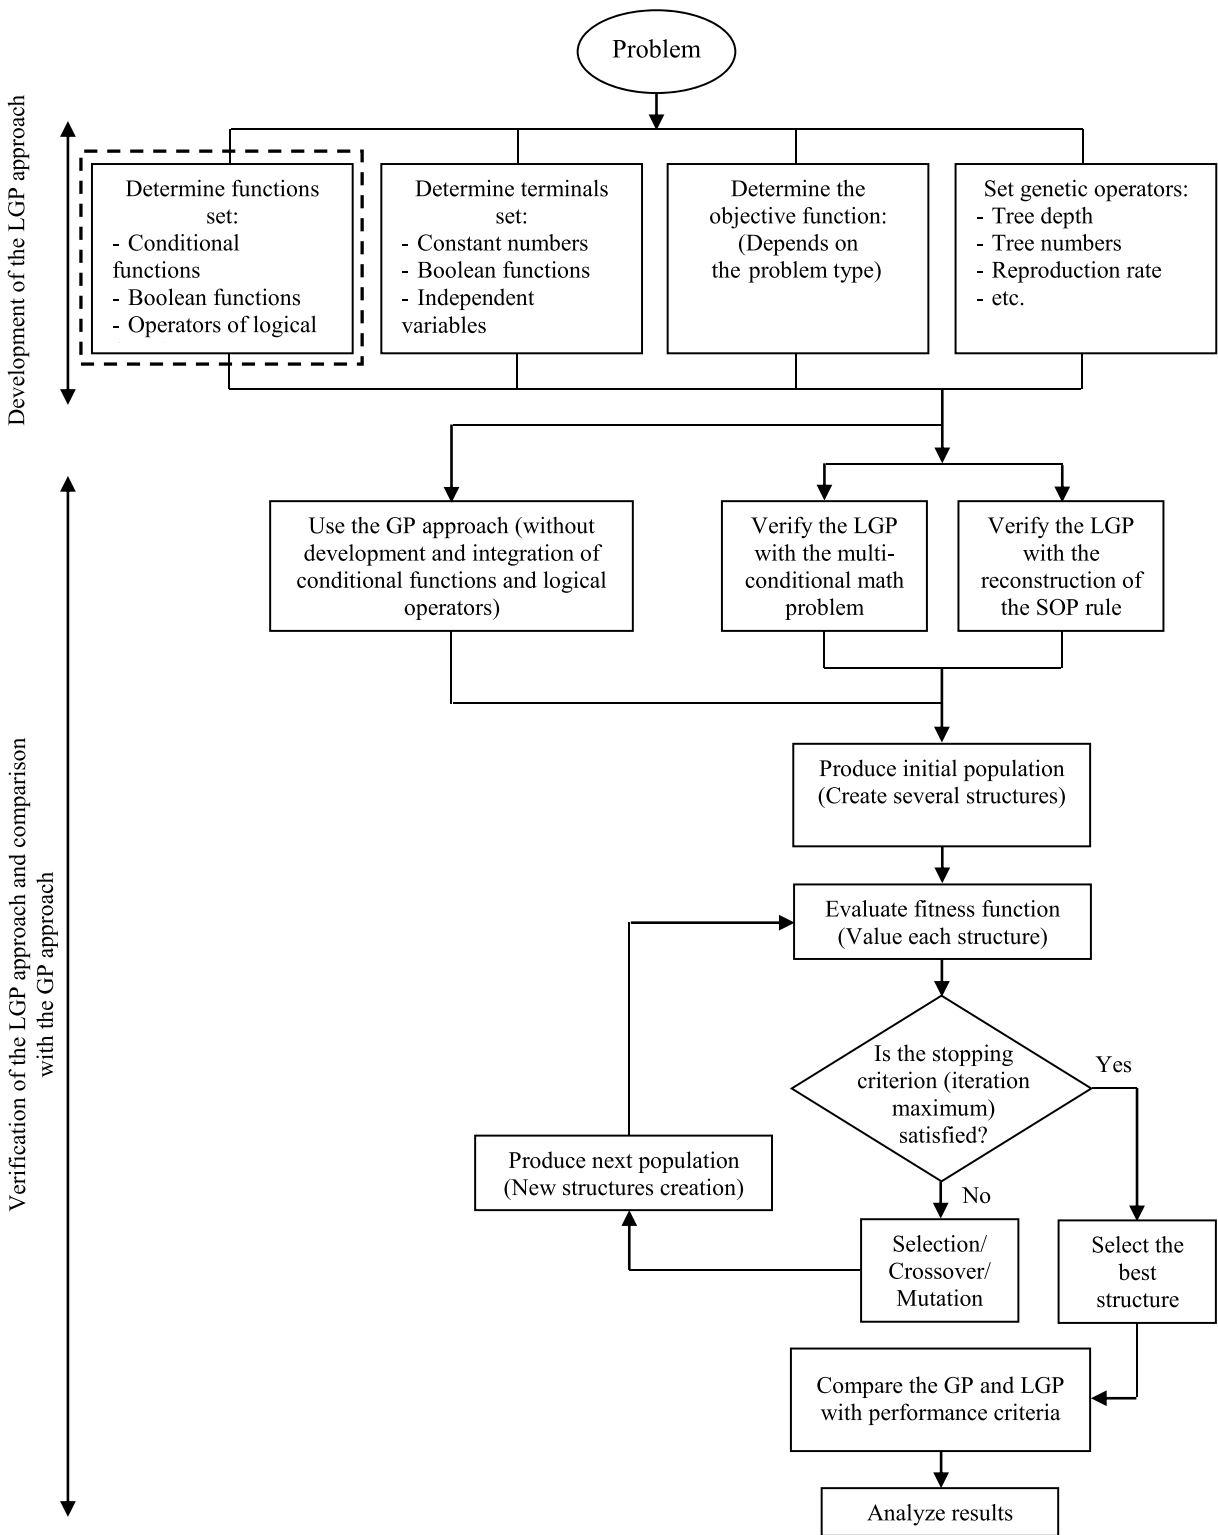 Problem
Development of the LGP approach
Determine functions
set:
- Conditional
functions
- Boolean functions
- Operators of logical
Determine terminals
set:
- Constant numbers
- Boolean functions
- Independent
variables
Determine the
objective function:
(Depends on
the problem type)
Set genetic operators:
- Tree depth
- Tree numbers
- Reproduction rate
- etc.
Verification of the LGP approach and comparison
with the GP approach
Use the GP approach (without
development and integration of
conditional functions and logical
operators)
Verify the LGP
with the multi-
conditional math
problem
Verify the LGP
with the
reconstruction of
the SOP rule
Produce initial population
(Create several structures)
Evaluate fitness function
(Value each structure)
Is the stopping
criterion (iteration
maximum)
satisfied?
Yes
No
Produce next population
(New structures creation)
Selection/
Crossover/
Mutation
Select the
best
structure
Compare the GP and LGP
with performance criteria
Analyze results